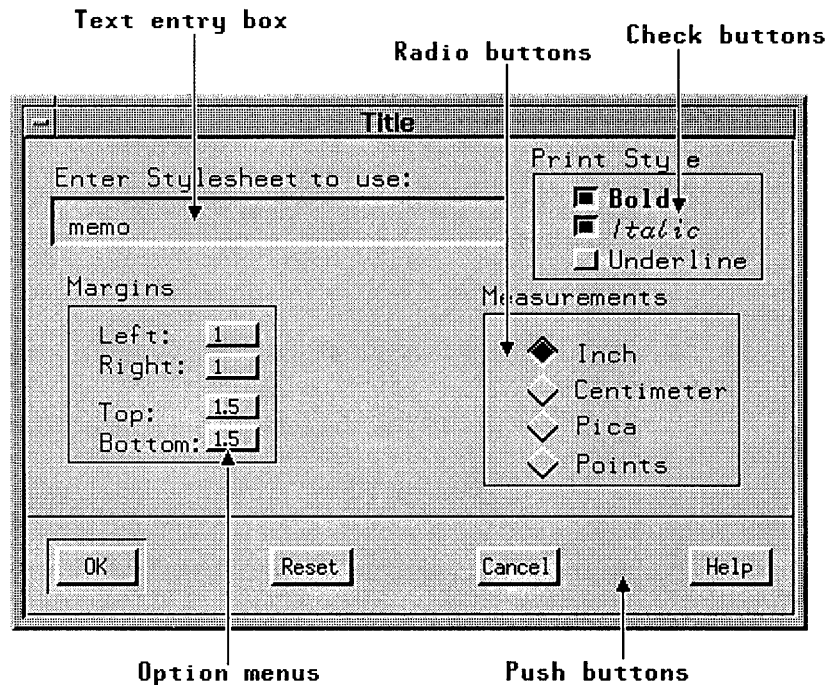 Text entry box
Radio buttons
Check buttons
Title
Enter Stylesheet to use:
memo
Print Style
Bold
Italic
Underline
Margins
Left: 1
Right: 1
Top: 1.5
Bottom: 1.5
Measurements
Inch
Centimeter
Pica
Points
OK
Reset
Cancel
Help
Option menus
Push buttons